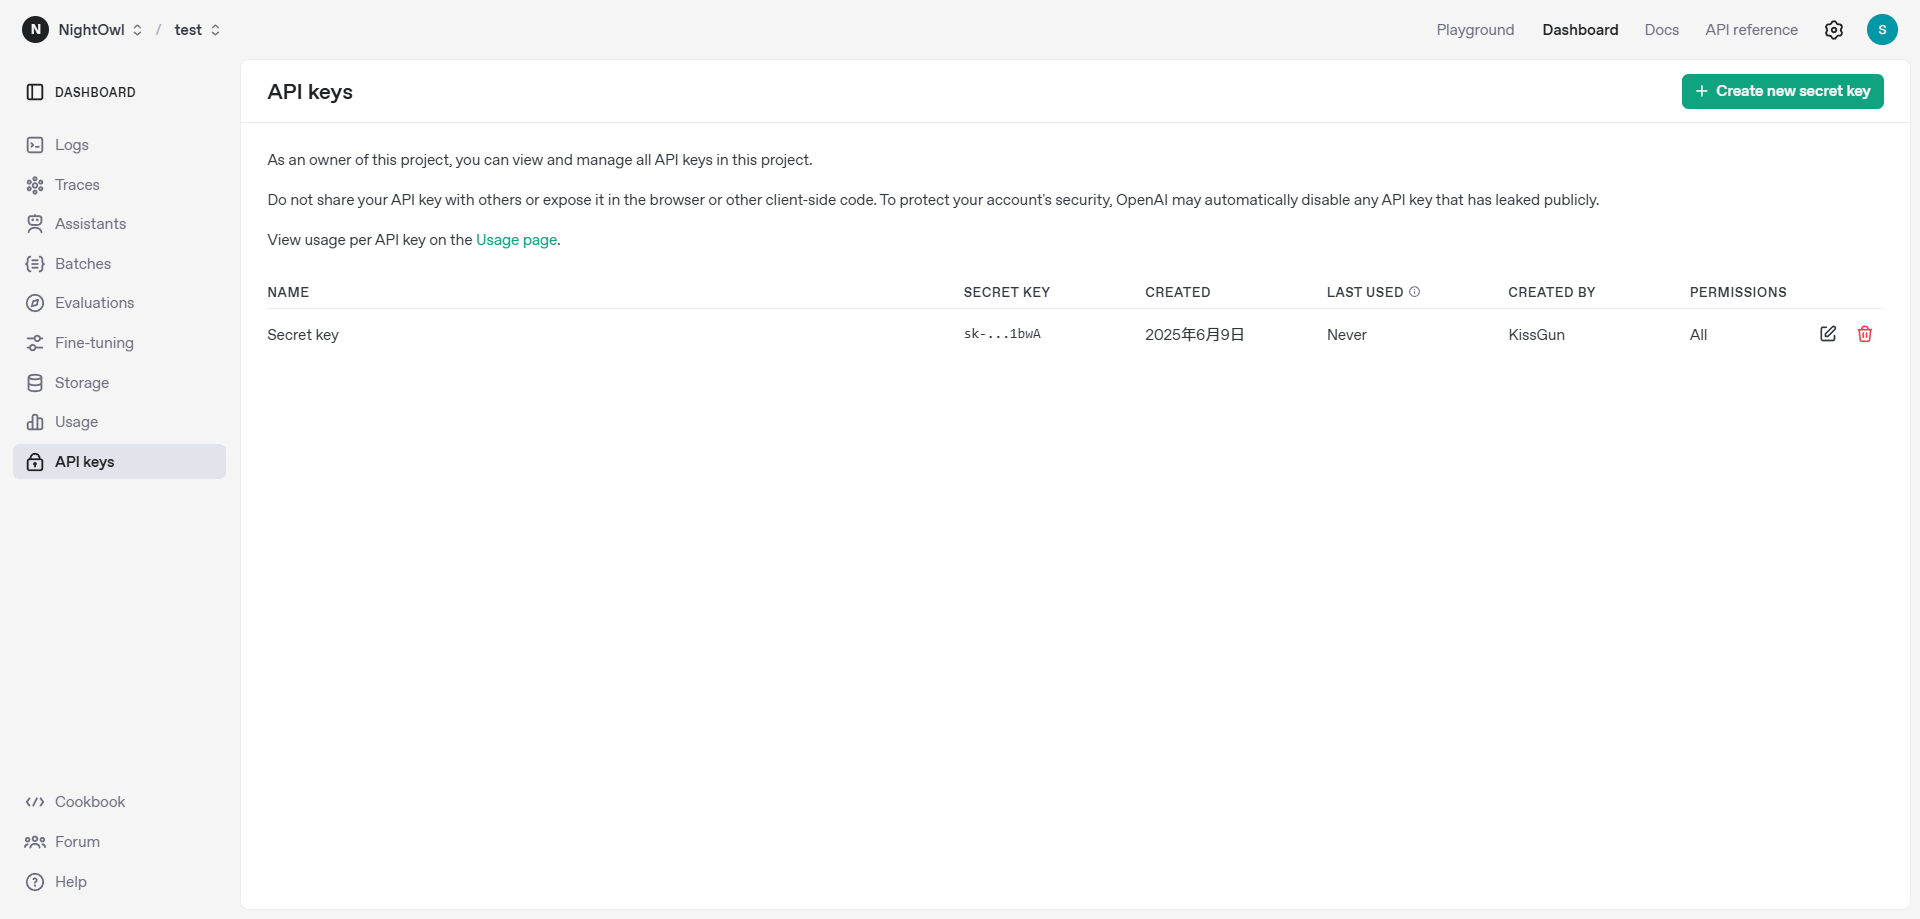 N NightOwl / test
Playground Dashboard Docs API reference S
DASHBOARD
Logs
Traces
Assistants
Batches
Evaluations
Fine-tuning
Storage
Usage
API keys
Cookbook
Forum
Help
API keys
+ Create new secret key
As an owner of this project, you can view and manage all API keys in this project.
Do not share your API key with others or expose it in the browser or other client-side code. To protect your account's security, OpenAI may automatically disable any API key that has leaked publicly.
View usage per API key on the Usage page.
NAME SECRET KEY CREATED LAST USED CREATED BY PERMISSIONS
Secret key sk-...1bwA 2025年6月9日 Never KissGun All